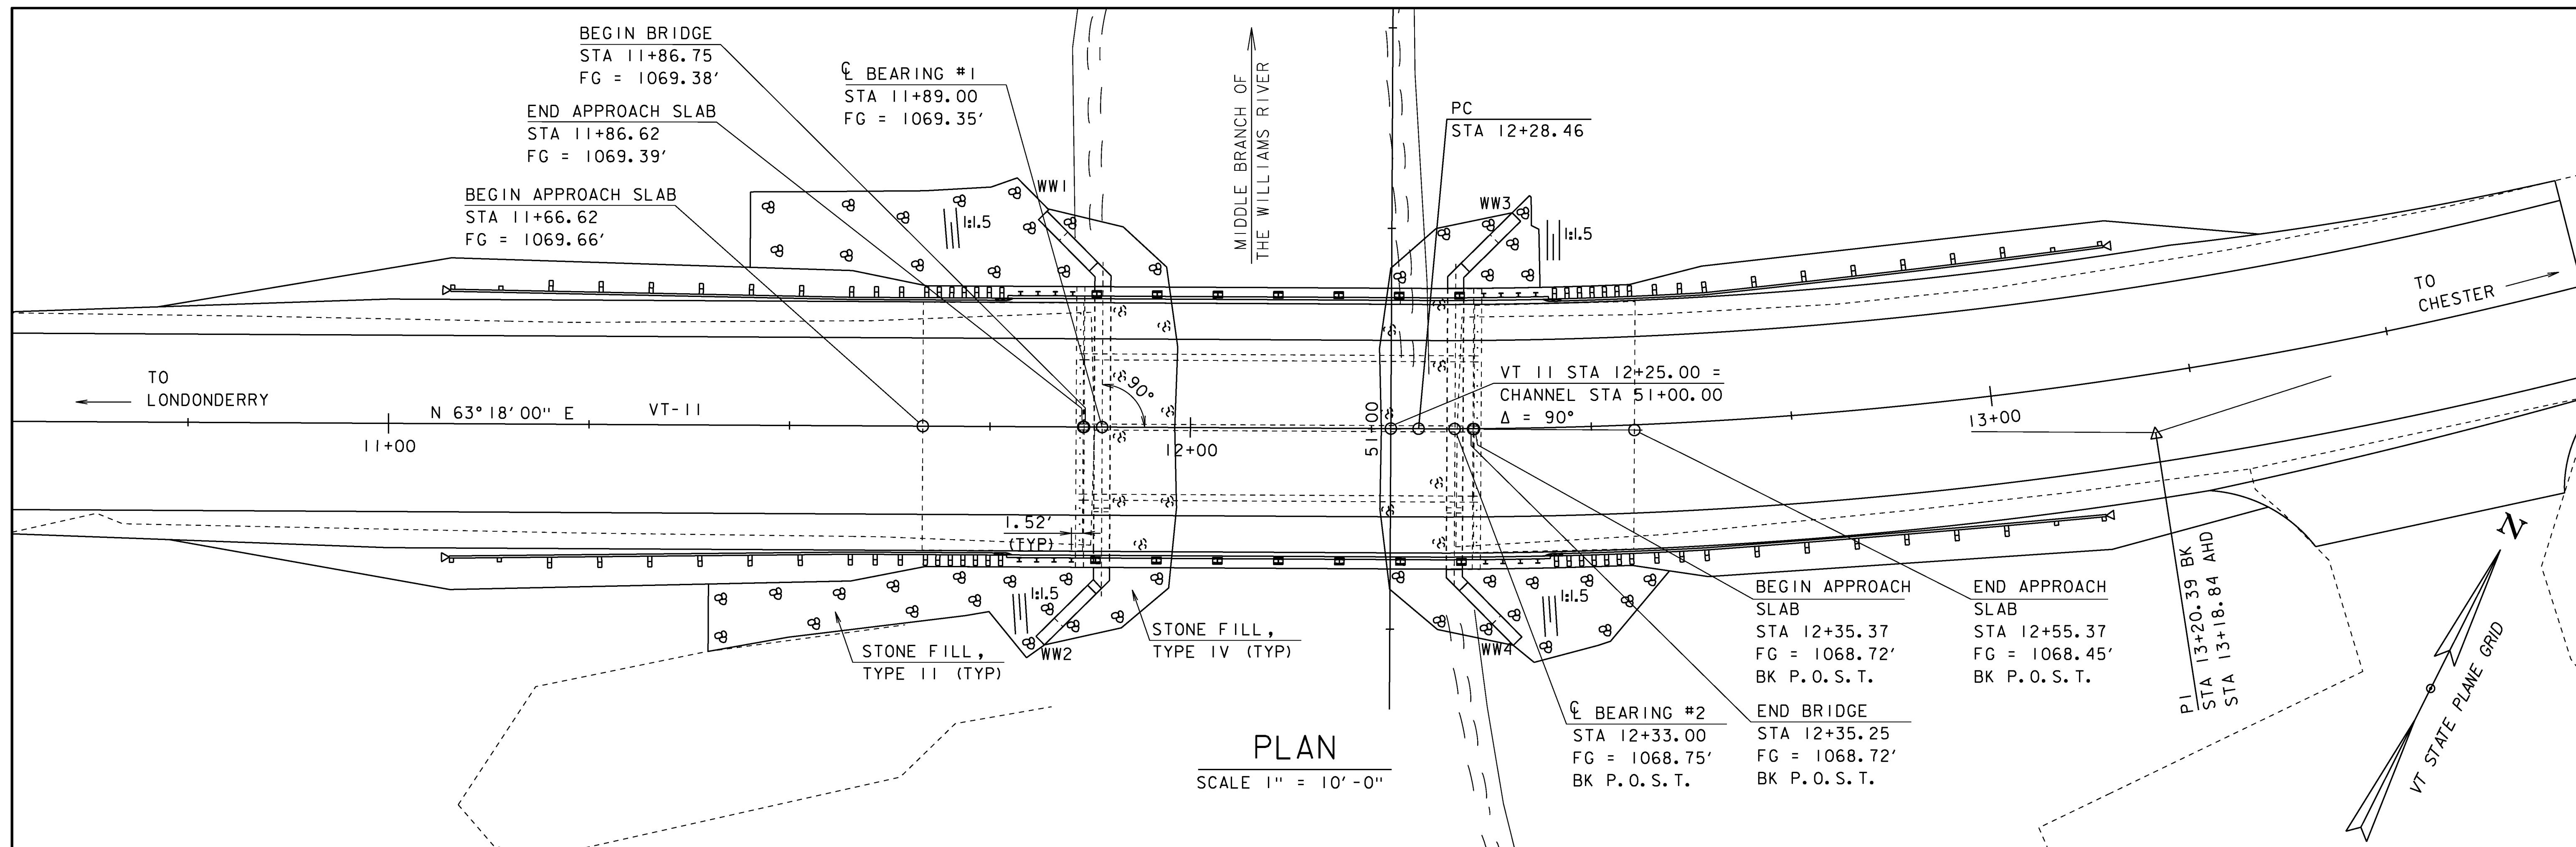 BEGIN BRIDGE
STA 11+86.75
FG = 1069.38'
END APPROACH SLAB
STA 11+86.62
FG = 1069.39'
BEGIN APPROACH SLAB
STA 11+66.62
FG = 1069.66'
℄ BEARING #1
STA 11+89.00
FG = 1069.35'
MIDDLE BRANCH OF
THE WILLIAMS RIVER
PC
STA 12+28.46
WW1
1:1.5
WW3
1:1.5
TO
CHESTER
TO
LONDONDERRY
N 63° 18' 00" E
VT-11
11+00
90°
12+00
51+00
VT 11 STA 12+25.00 =
CHANNEL STA 51+00.00
Δ = 90°
13+00
1.52'
(TYP)
1:1.5
WW2
STONE FILL,
TYPE II (TYP)
STONE FILL,
TYPE IV (TYP)
1:1.5
WW4
BEGIN APPROACH
SLAB
STA 12+35.37
FG = 1068.72'
BK P.O.S.T.
END APPROACH
SLAB
STA 12+55.37
FG = 1068.45'
BK P.O.S.T.
℄ BEARING #2
STA 12+33.00
FG = 1068.75'
BK P.O.S.T.
END BRIDGE
STA 12+35.25
FG = 1068.72'
BK P.O.S.T.
PI
STA 13+20.39 BK
STA 13+18.84 AHD
N
VT STATE PLANE GRID
PLAN
SCALE 1" = 10'-0"